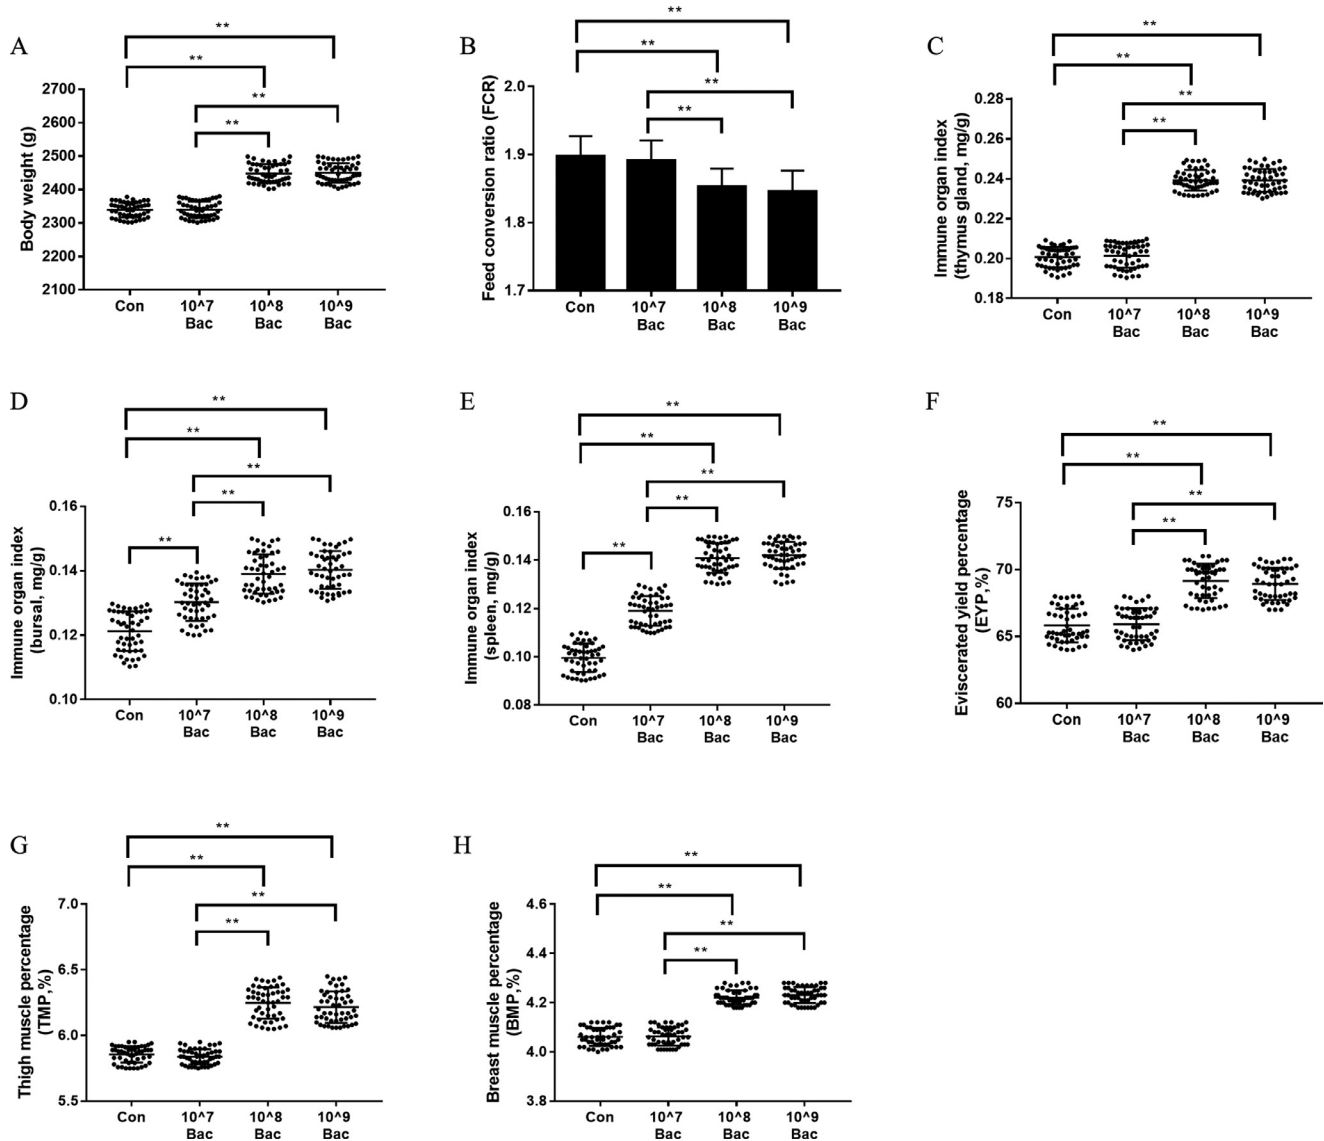 A
**
**
**
**
Body weight (g)
2700
2600
2500
2400
2300
2200
2100
Con
10^7
Bac
10^8
Bac
10^9
Bac
B
**
**
**
**
Feed conversion ratio (FCR)
2.0
1.9
1.8
1.7
Con
10^7
Bac
10^8
Bac
10^9
Bac
C
**
**
**
**
Immune organ index
(thymus gland, mg/g)
0.28
0.26
0.24
0.22
0.20
0.18
Con
10^7
Bac
10^8
Bac
10^9
Bac
D
**
**
**
**
**
Immune organ index
(bursal, mg/g)
0.16
0.14
0.12
0.10
Con
10^7
Bac
10^8
Bac
10^9
Bac
E
**
**
**
**
**
Immune organ index
(spleen, mg/g)
0.16
0.14
0.12
0.10
0.08
Con
10^7
Bac
10^8
Bac
10^9
Bac
F
**
**
**
**
Eviscerated yield percentage
(EYP,%)
75
70
65
60
Con
10^7
Bac
10^8
Bac
10^9
Bac
G
**
**
**
**
Thigh muscle percentage
(TMP,%)
7.0
6.5
6.0
5.5
Con
10^7
Bac
10^8
Bac
10^9
Bac
H
**
**
**
**
Breast muscle percentage
(BMP,%)
4.6
4.4
4.2
4.0
3.8
Con
10^7
Bac
10^8
Bac
10^9
Bac